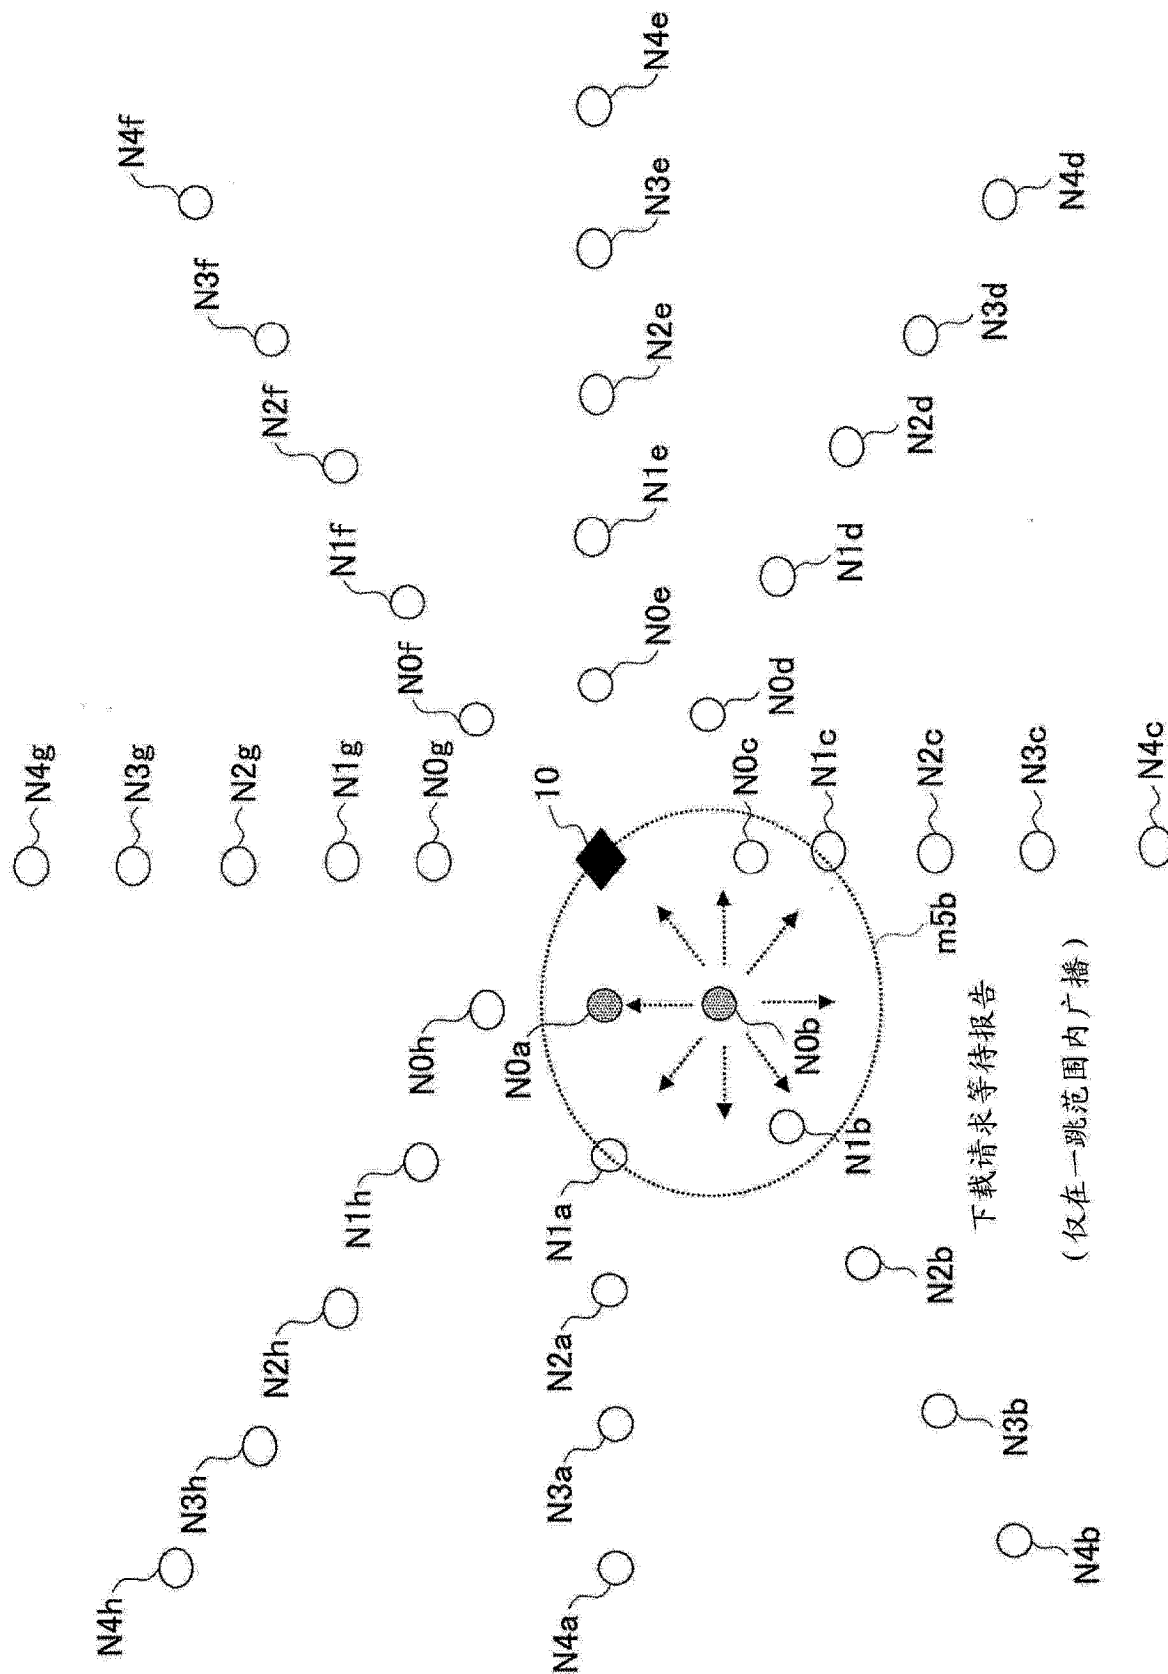 N4g
N4h
N4f
N3g
N3h
N3f
N2g
N2h
N2f
N1g
N1h
N1f
N0h
N0g
N0f
N0a
10
N4a
N3a
N2a
N1a
N0e
N1e
N2e
N3e
N4e
N0c
N0d
N0b
N1c
N1d
N1b
N2b
m5b
N2c
N2d
下载请求等待报告
N3b
N3c
N3d
(仅在一跳范围内广播)
N4b
N4c
N4d